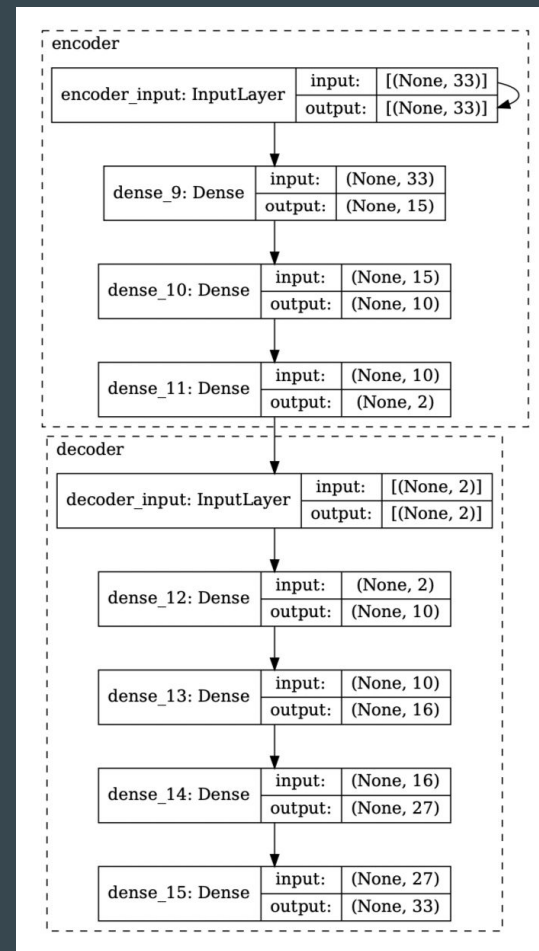 encoder
encoder_input: InputLayer
input: [(None, 33)]
output: [(None, 33)]
dense_9: Dense
input: (None, 33)
output: (None, 15)
dense_10: Dense
input: (None, 15)
output: (None, 10)
dense_11: Dense
input: (None, 10)
output: (None, 2)
decoder
decoder_input: InputLayer
input: [(None, 2)]
output: [(None, 2)]
dense_12: Dense
input: (None, 2)
output: (None, 10)
dense_13: Dense
input: (None, 10)
output: (None, 16)
dense_14: Dense
input: (None, 16)
output: (None, 27)
dense_15: Dense
input: (None, 27)
output: (None, 33)